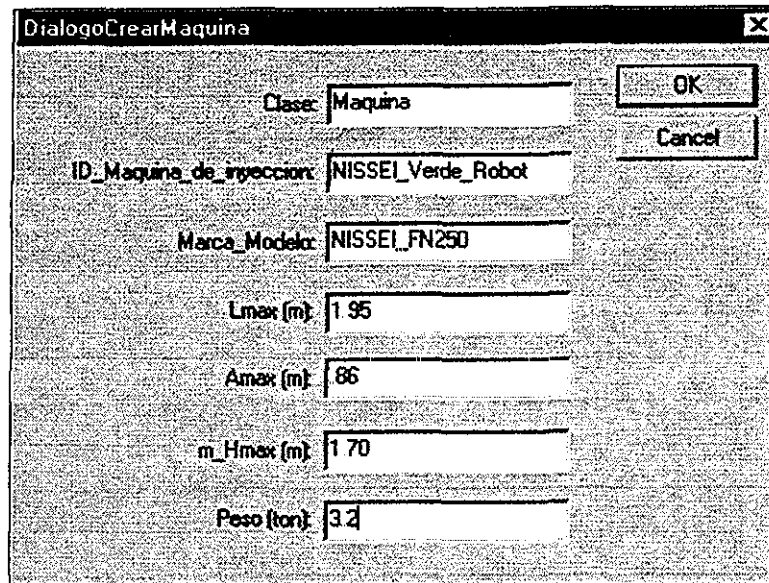 DialogoCrearMaquina
Clase: Maquina
OK
Cancel
ID_Maquina_de_inyeccion: NISSEI_Verde_Robot
Marca_Modelo: NISSEI_FN250
Lmax (m): 1.95
Amax (m): .86
m_Hmax (m): 1.70
Peso (ton): 3.2